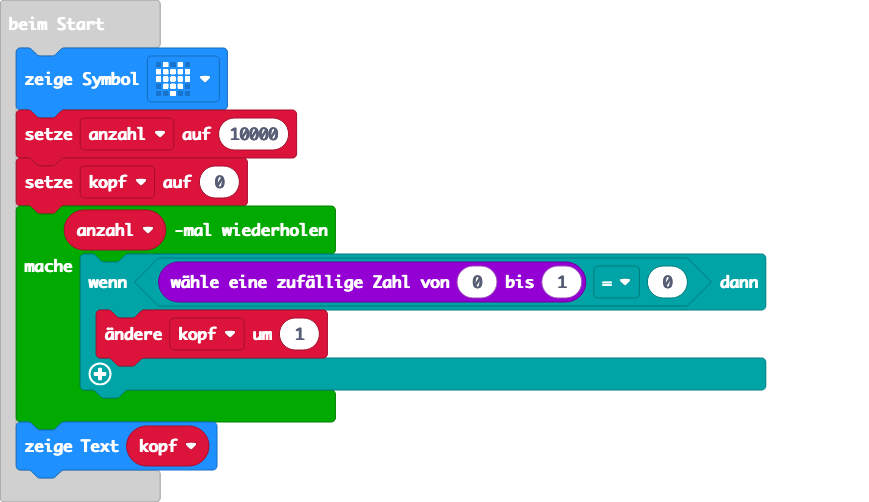 beim Start
zeige Symbol
setze anzahl auf 10000
setze kopf auf 0
anzahl -mal wiederholen
mache
wenn wähle eine zufällige Zahl von 0 bis 1 = 0 dann
ändere kopf um 1
zeige Text kopf